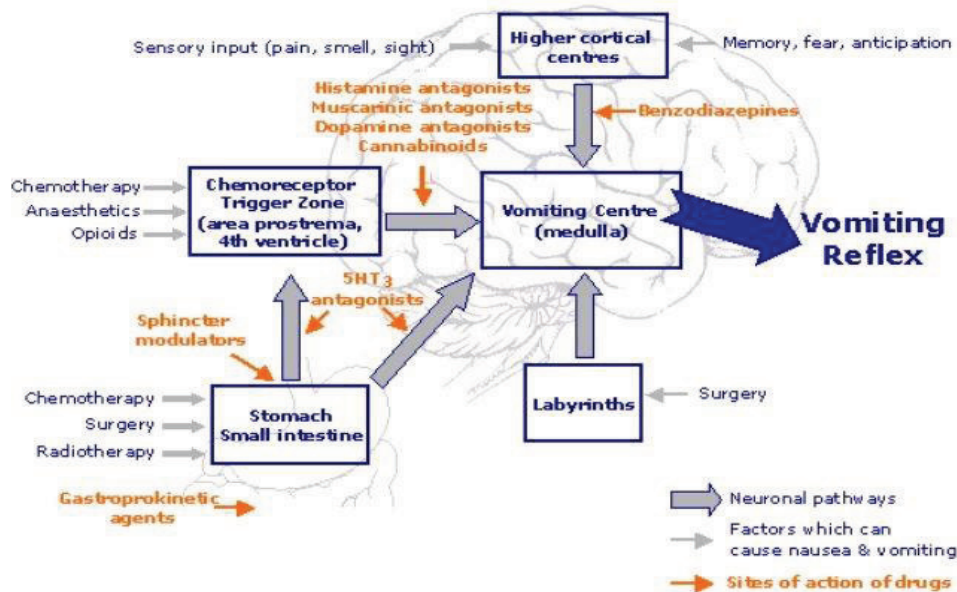 Higher cortical
centres
Sensory input (pain, smell, sight)
Memory, fear, anticipation
Histamine antagonists
Muscarinic antagonists
Dopamine antagonists
Cannabinoids
Benzodiazepines
Chemotherapy
Anaesthetics
Opioids
Chemoreceptor
Trigger Zone
(area prostrema,
4th ventricle)
Vomiting Centre
(medulla)
Vomiting
Reflex
5HT3
antagonists
Sphincter
modulators
Chemotherapy
Surgery
Radiotherapy
Stomach
Small intestine
Labyrinths
Surgery
Gastroprokinetic
agents
Neuronal pathways
Factors which can
cause nausea & vomiting
Sites of action of drugs